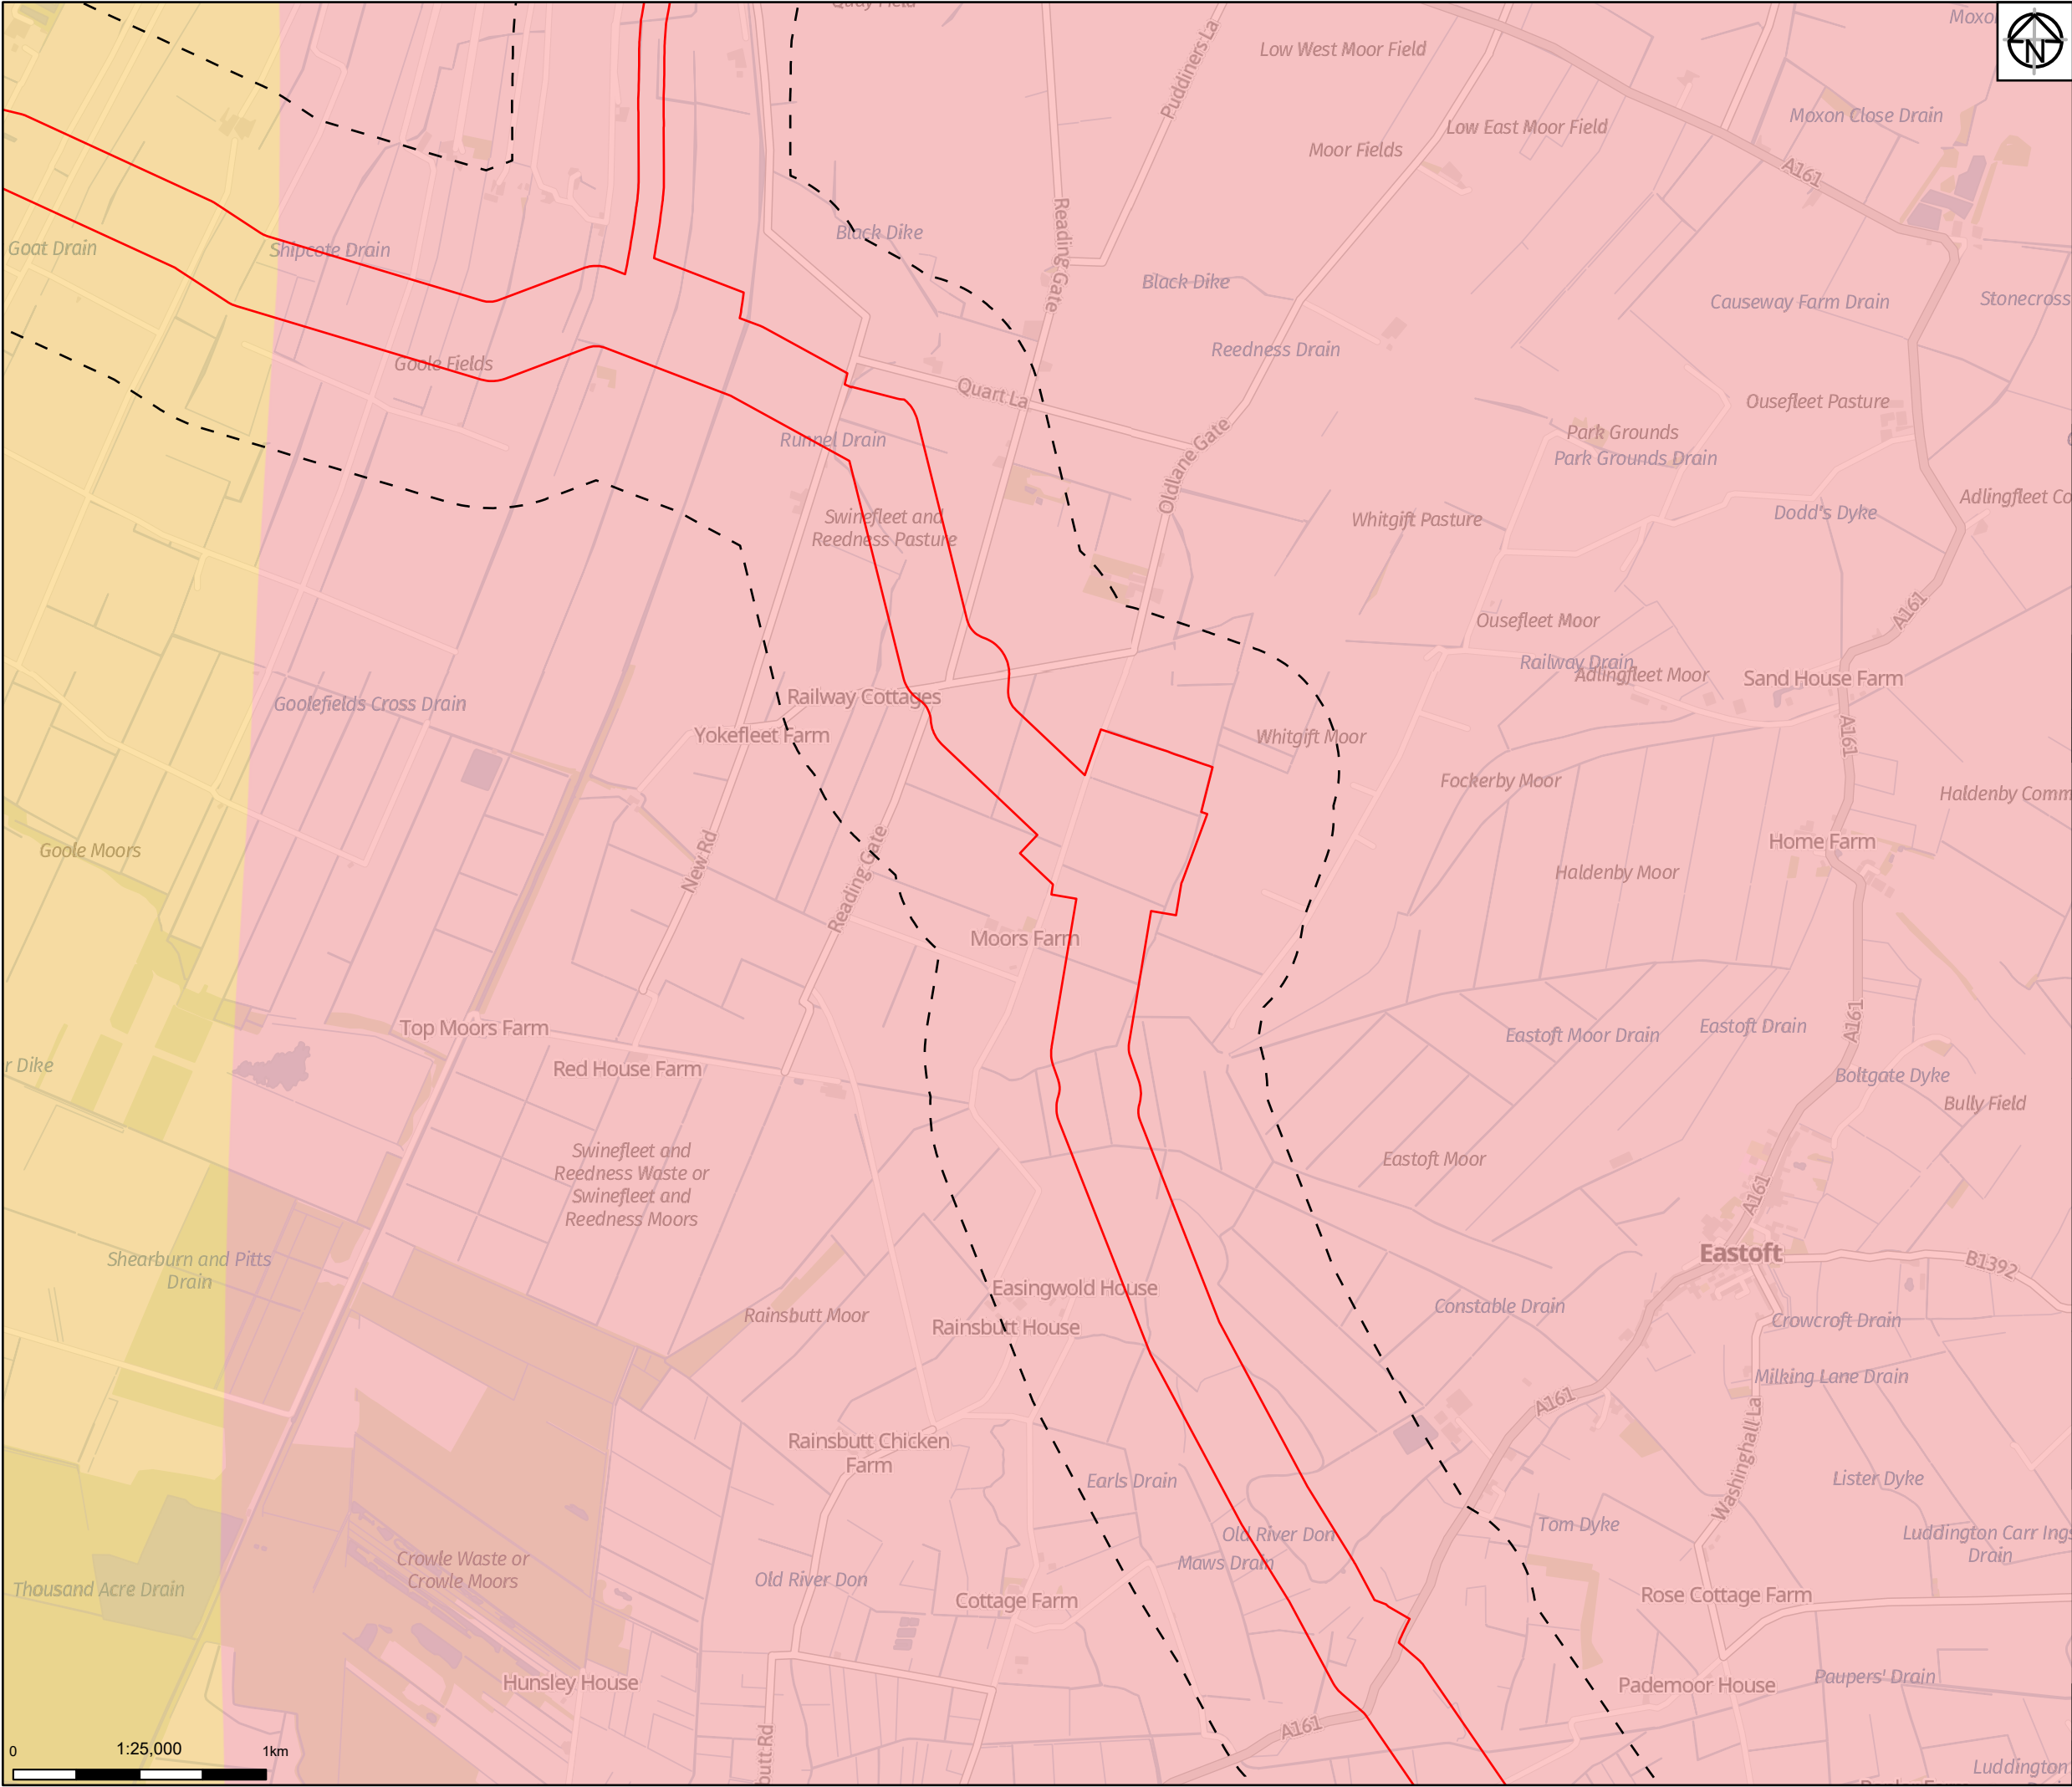 Quay Field
Puddiners La
Low West Moor Field
N
Moxon Close Drain
Low East Moor Field
Moor Fields
A161
Reading Gate
Black Dike
Goat Drain
Shipcote Drain
Black Dike
Causeway Farm Drain
Stonecross
Reedness Drain
Goole Fields
Quart La
Ousefleet Pasture
Runnel Drain
Oldlane Gate
Park Grounds
Park Grounds Drain
Swinefleet and
Reedness Pasture
Whitgift Pasture
Dodd's Dyke
Adlingfleet Co
A161
Ousefleet Moor
Railway Drain
Adlingfleet Moor
Sand House Farm
Goolefields Cross Drain
Railway Cottages
Yokefleet Farm
Whitgift Moor
A161
Fockerby Moor
Haldenby Comm
Goole Moors
New Rd
Reading Gate
Home Farm
Haldenby Moor
Moors Farm
Top Moors Farm
Eastoft Moor Drain
Eastoft Drain
A161
r Dike
Red House Farm
Boltgate Dyke
Bully Field
Swinefleet and
Reedness Waste or
Swinefleet and
Reedness Moors
Eastoft Moor
A161
Shearburn and Pitts
Drain
Eastoft
B1392
Easingwold House
Rainsbutt Moor
Rainsbutt House
Constable Drain
Crowcroft Drain
Milking Lane Drain
A161
Rainsbutt Chicken
Farm
Earls Drain
Washinghall La
Lister Dyke
Old River Don
Tom Dyke
Luddington Carr Ings
Drain
Maws Drain
Crowle Waste or
Crowle Moors
Old River Don
Thousand Acre Drain
Cottage Farm
Rose Cottage Farm
Hunsley House
Pademoor House
Paupers' Drain
A161
butt Rd
Luddington
0
1:25,000
1km